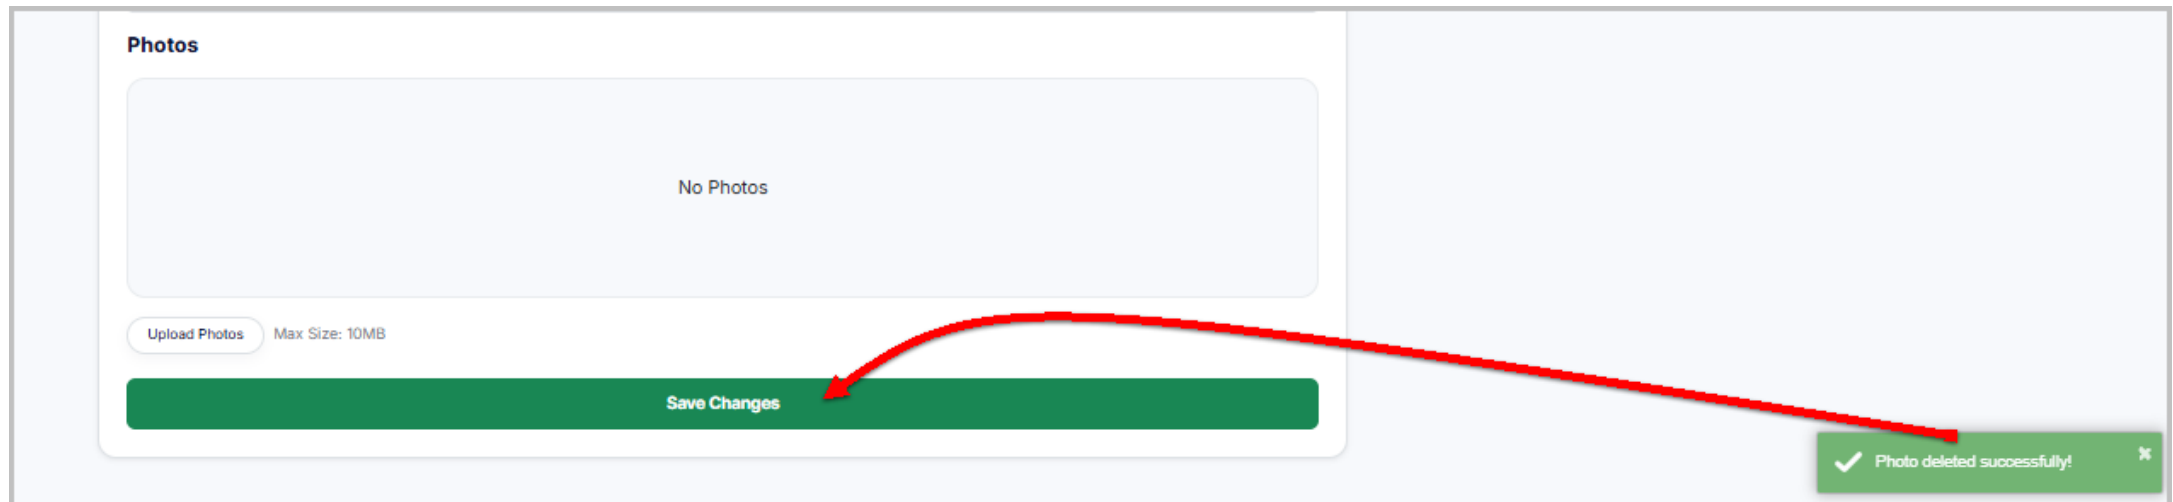 Photos
No Photos
Upload Photos Max Size: 10MB
Save Changes
Photo deleted successfully!